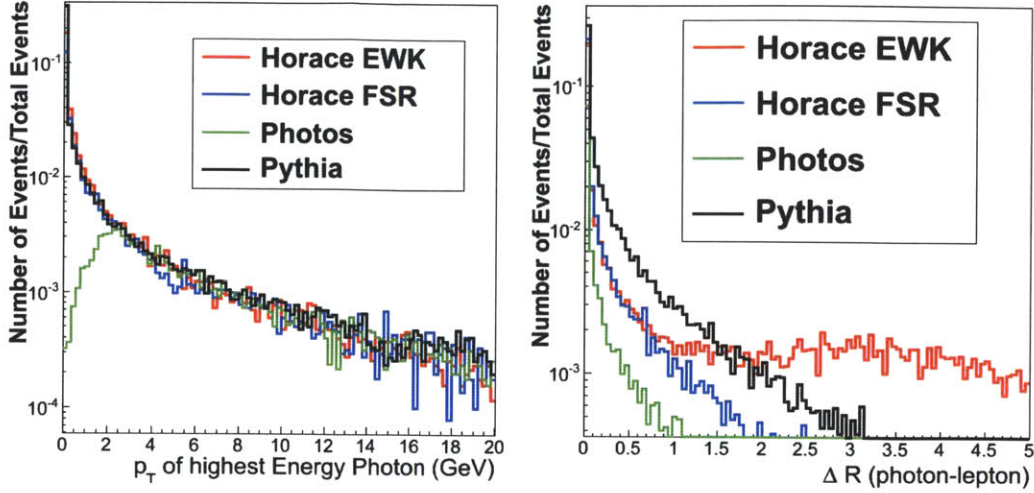 Number of Events/Total Events
10⁻¹
10⁻²
10⁻³
10⁻⁴
Horace EWK
Horace FSR
Photos
Pythia
0 2 4 6 8 10 12 14 16 18 20
p_T of highest Energy Photon (GeV)
Number of Events/Total Events
10⁻¹
10⁻²
10⁻³
Horace EWK
Horace FSR
Photos
Pythia
0 0.5 1 1.5 2 2.5 3 3.5 4 4.5 5
Δ R (photon-lepton)